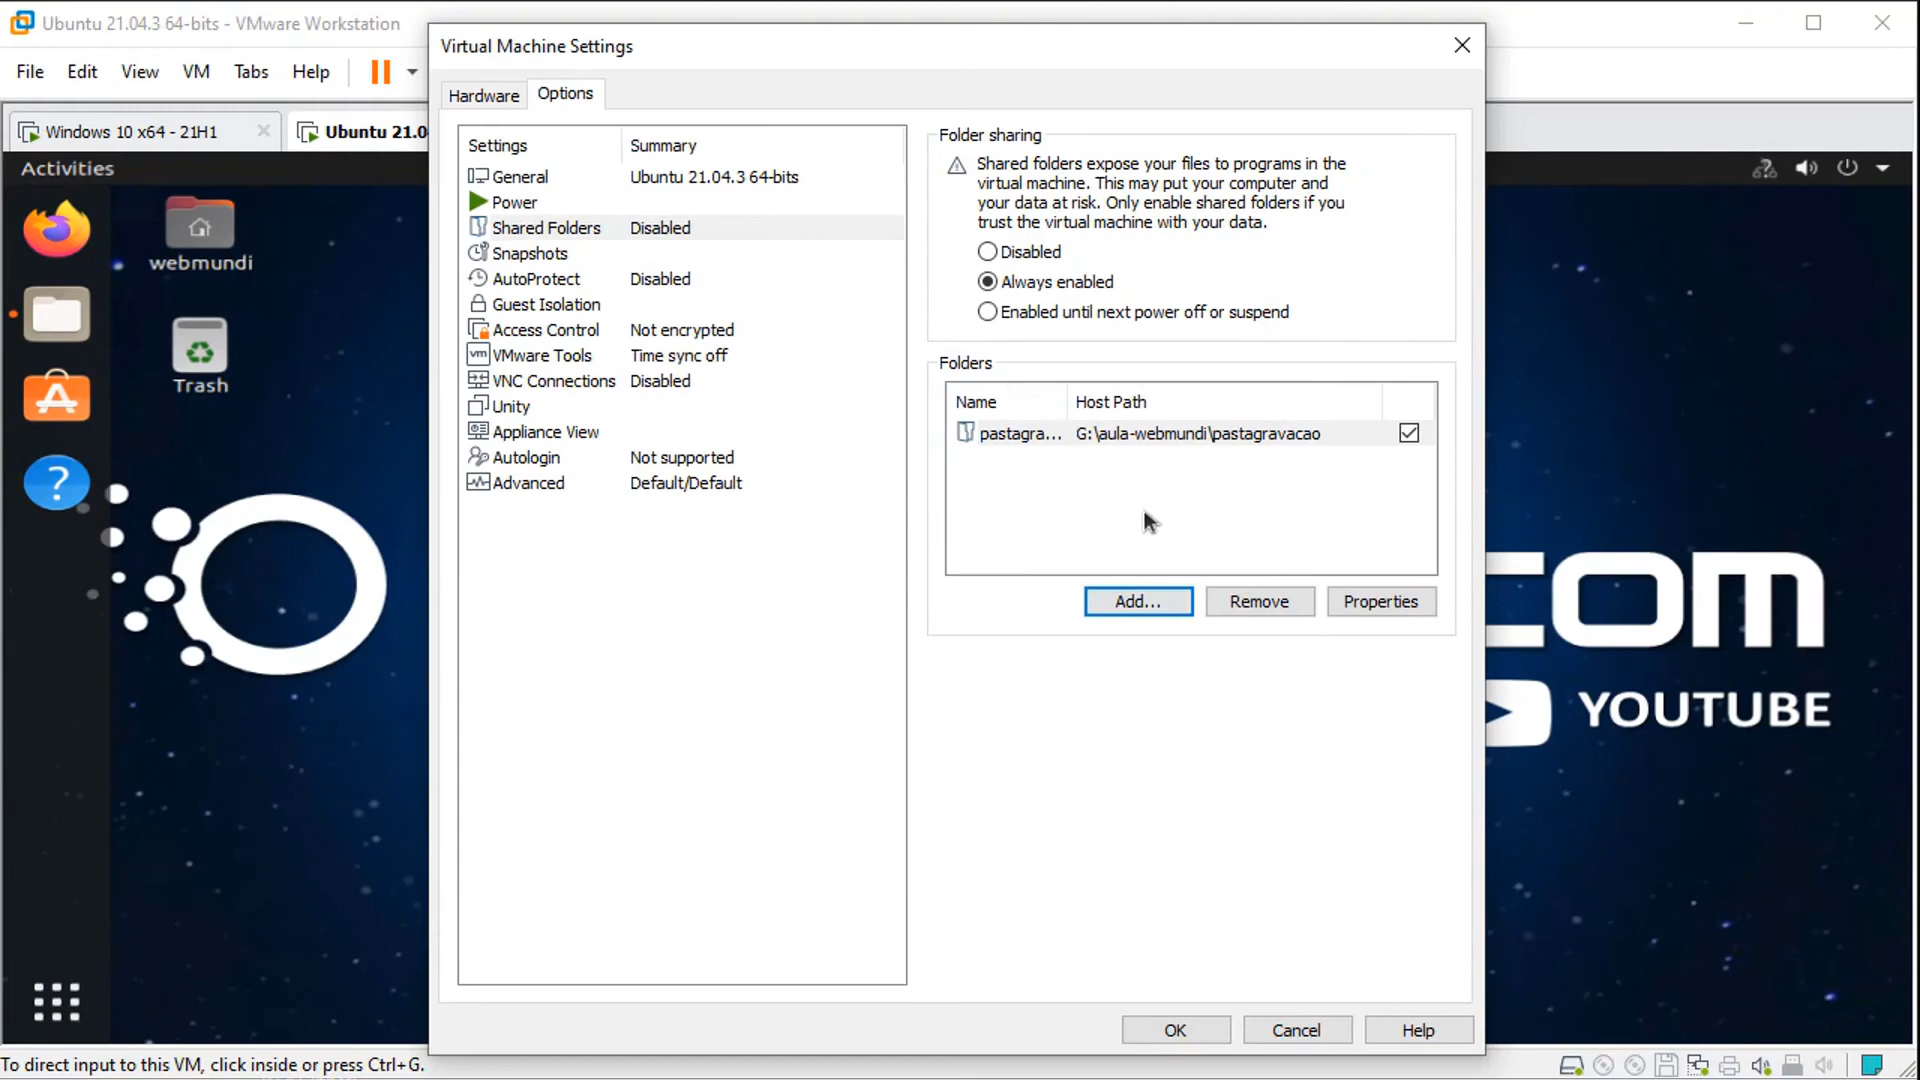 Ubuntu 21.04.3 64-bits - VMware Workstation
File Edit View VM Tabs Help
Windows 10 x64 - 21H1
Ubuntu 21.0
Activities
webmundi
Trash
?
Virtual Machine Settings
Hardware Options
Settings Summary
General Ubuntu 21.04.3 64-bits
Power
Shared Folders Disabled
Snapshots
AutoProtect Disabled
Guest Isolation
Access Control Not encrypted
vm VMware Tools Time sync off
VNC Connections Disabled
Unity
Appliance View
Autologin Not supported
Advanced Default/Default
Folder sharing
Shared folders expose your files to programs in the
virtual machine. This may put your computer and
your data at risk. Only enable shared folders if you
trust the virtual machine with your data.
Disabled
Always enabled
Enabled until next power off or suspend
Folders
Name Host Path
pastagra... G:\aula-webmundi\pastagravacao
Add... Remove Properties
OK Cancel Help
COM
YOUTUBE
To direct input to this VM, click inside or press Ctrl+G.